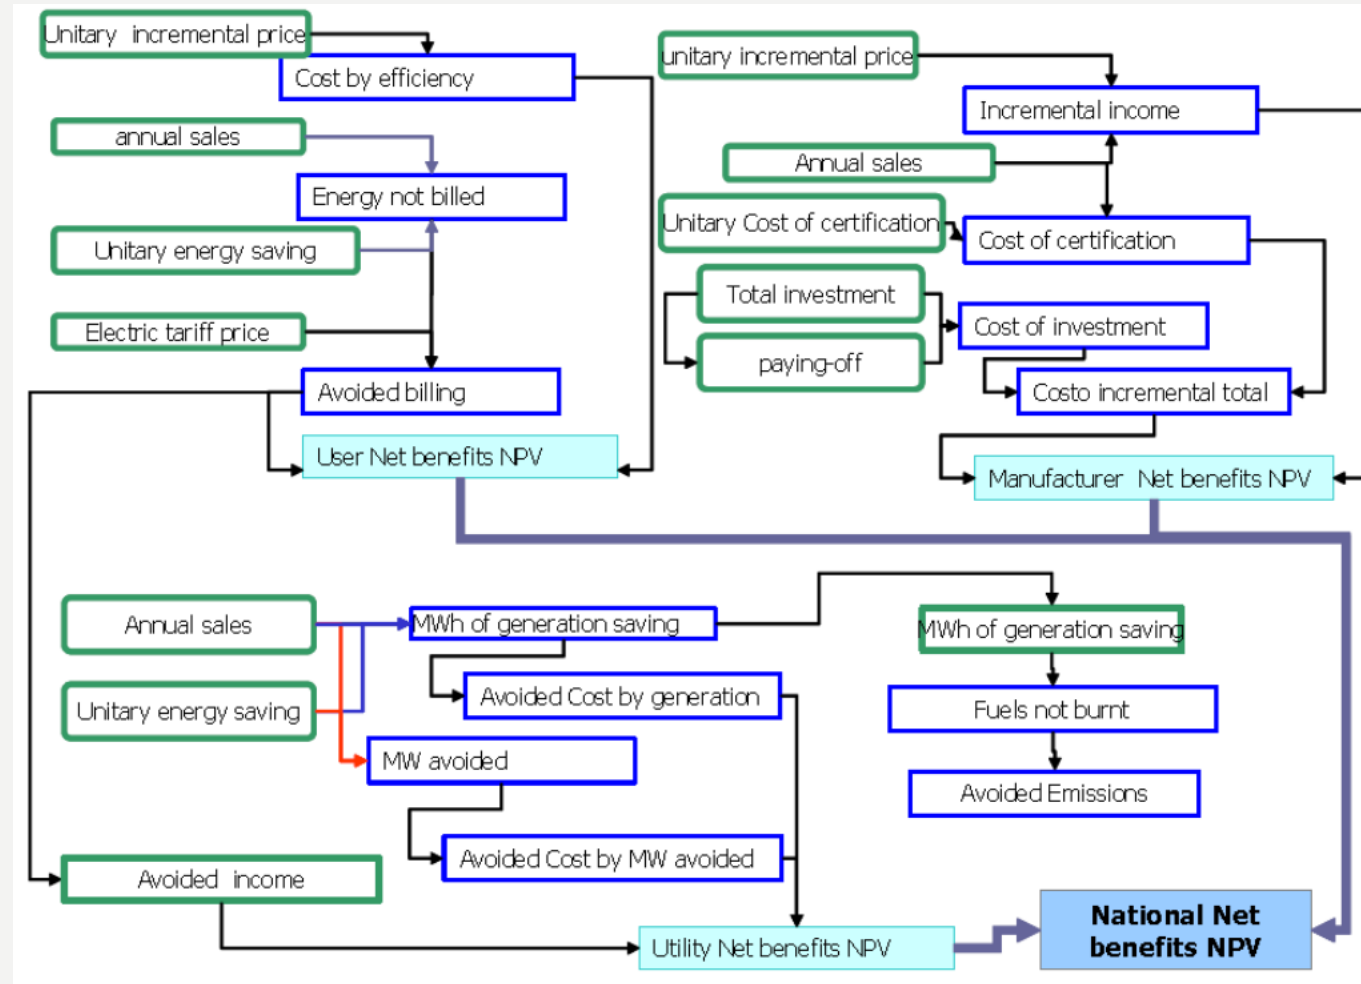 Unitary incremental price
Cost by efficiency
annual sales
Energy not billed
Unitary energy saving
Electric tariff price
Avoided billing
User Net benefits NPV
unitary incremental price
Incremental income
Annual sales
Unitary Cost of certification
Cost of certification
Total investment
Cost of investment
paying-off
Costo incremental total
Manufacturer Net benefits NPV
Annual sales
MWh of generation saving
Unitary energy saving
Avoided Cost by generation
MW avoided
Avoided Cost by MW avoided
Avoided income
Utility Net benefits NPV
MWh of generation saving
Fuels not burnt
Avoided Emissions
National Net
benefits NPV